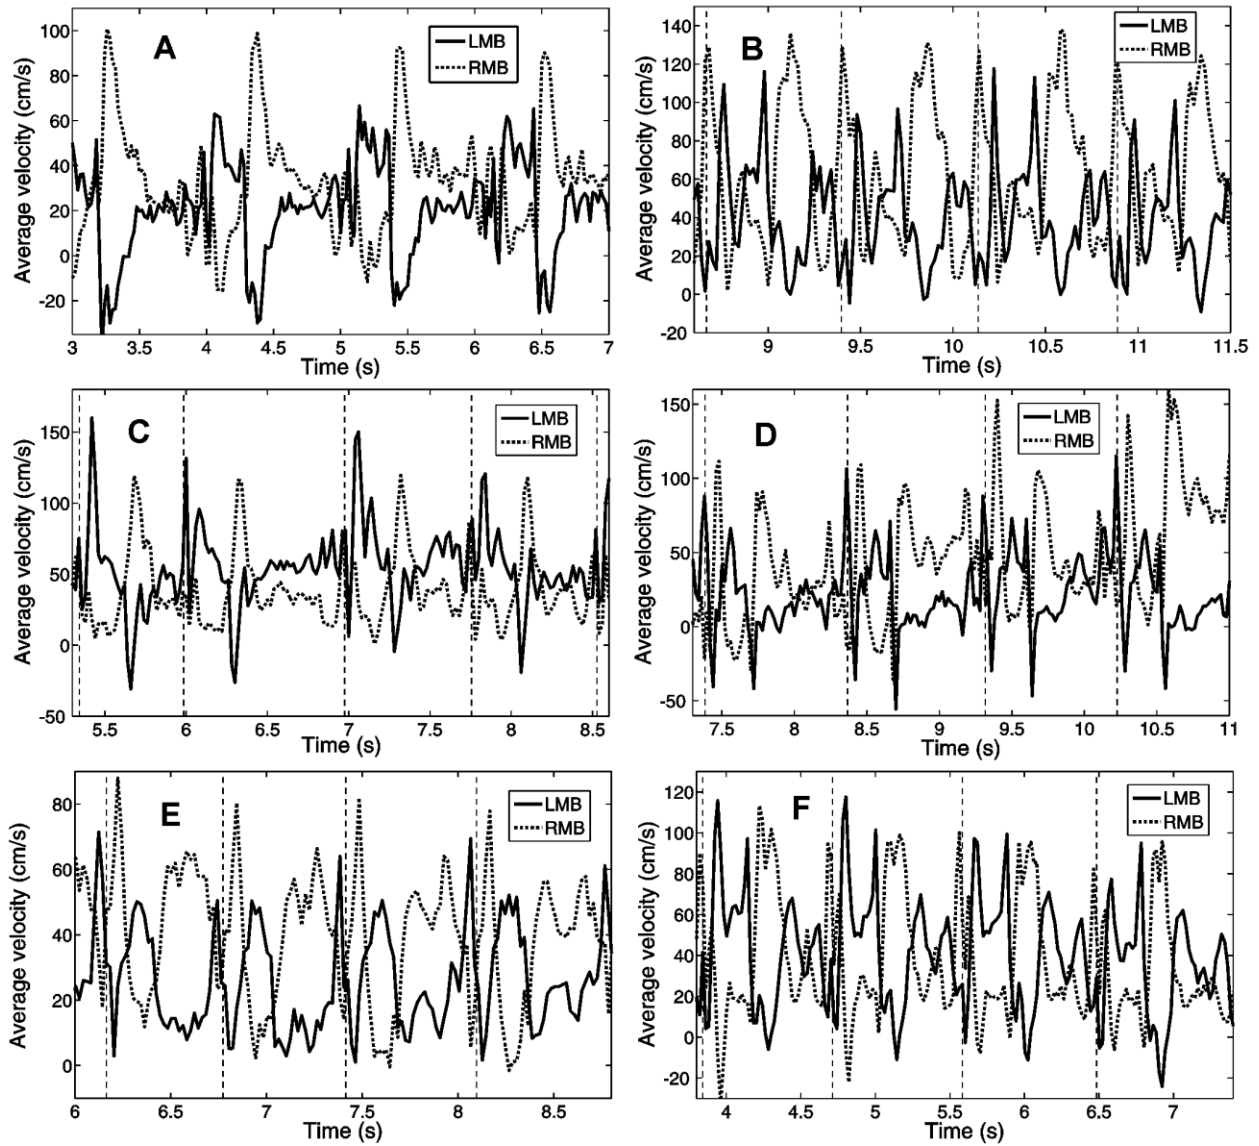 A
LMB
RMB
Average velocity (cm/s)
100
80
60
40
20
0
-20
3
3.5
4
4.5
5
5.5
6
6.5
7
Time (s)
B
LMB
RMB
Average velocity (cm/s)
140
120
100
80
60
40
20
0
-20
9
9.5
10
10.5
11
11.5
Time (s)
C
LMB
RMB
Average velocity (cm/s)
150
100
50
0
-50
5.5
6
6.5
7
7.5
8
8.5
Time (s)
D
LMB
RMB
Average velocity (cm/s)
150
100
50
0
-50
7.5
8
8.5
9
9.5
10
10.5
11
Time (s)
E
LMB
RMB
Average velocity (cm/s)
80
60
40
20
0
6
6.5
7
7.5
8
8.5
Time (s)
F
LMB
RMB
Average velocity (cm/s)
120
100
80
60
40
20
0
-20
4
4.5
5
5.5
6
6.5
7
Time (s)